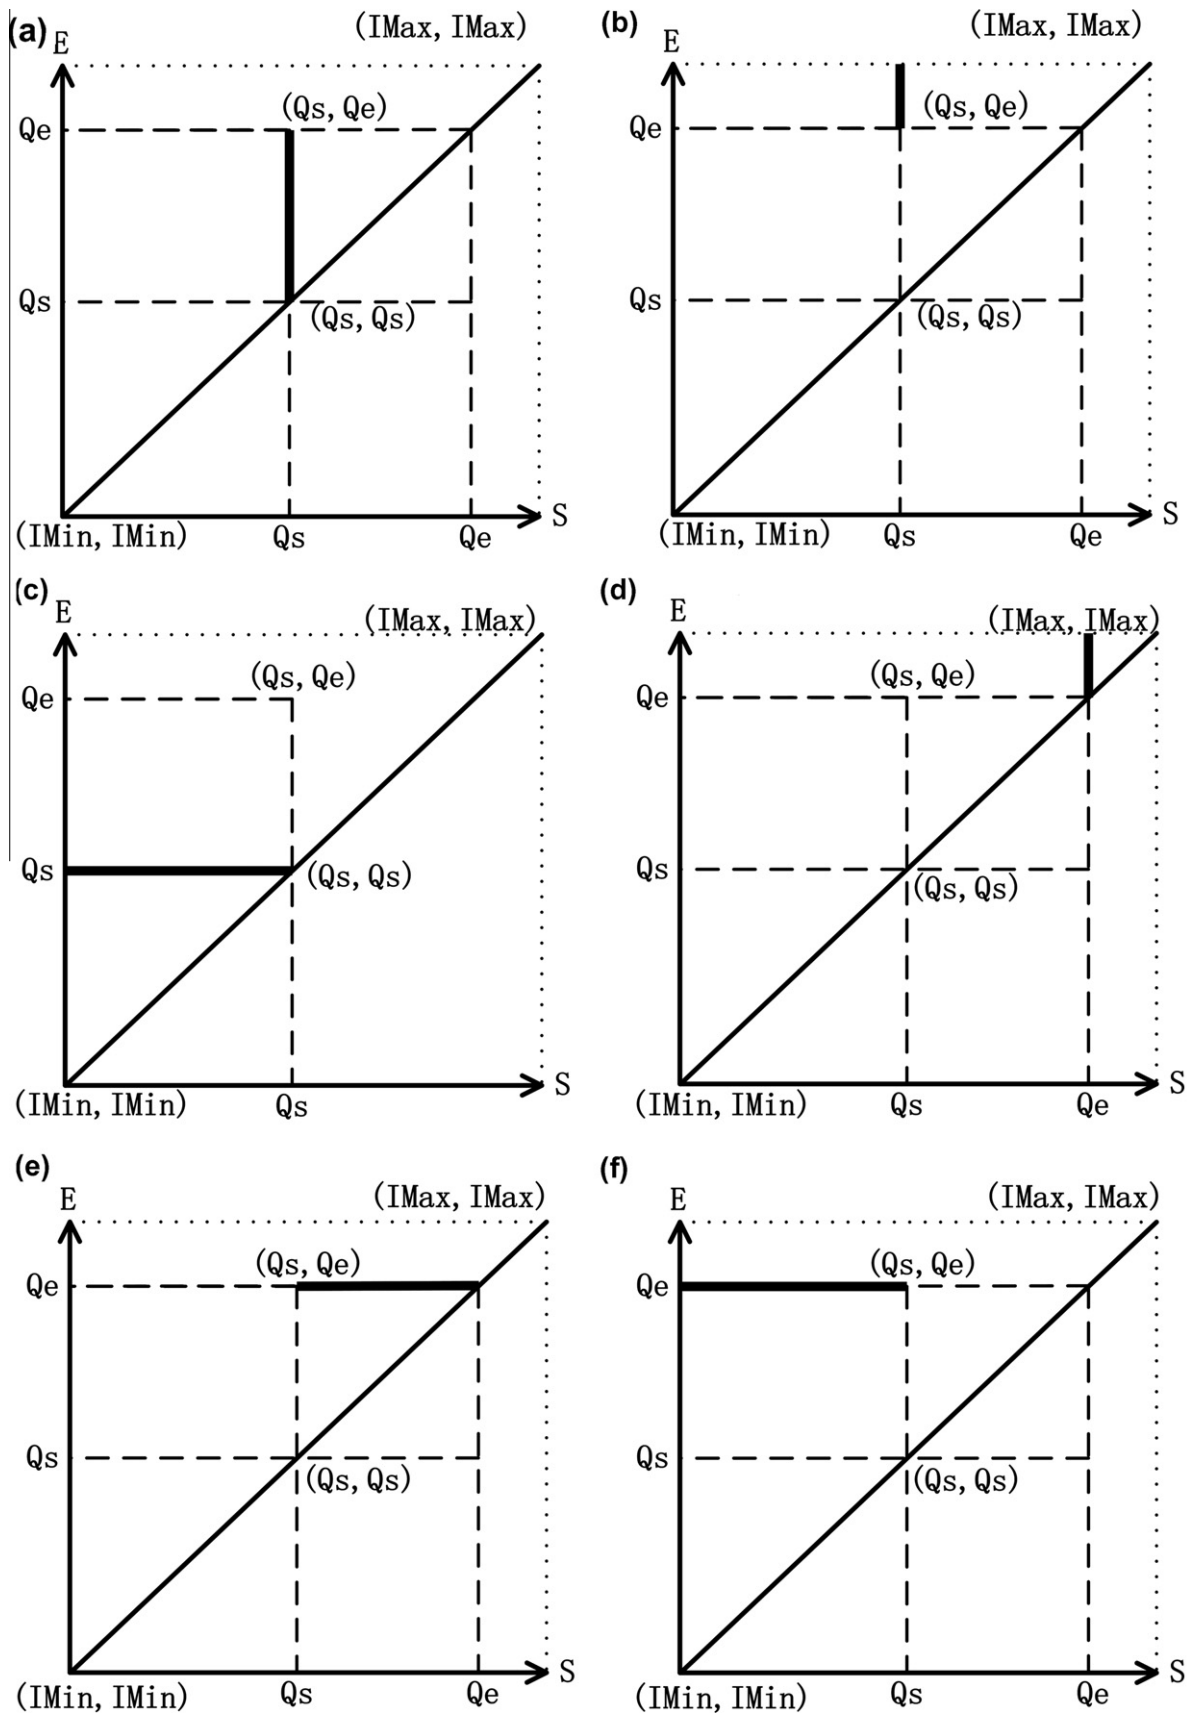 (a)
E
(IMax, IMax)
Qe
(Qs, Qe)
Qs
(Qs, Qs)
(IMin, IMin)
Qs
Qe
S
(b)
E
(IMax, IMax)
Qe
(Qs, Qe)
Qs
(Qs, Qs)
(IMin, IMin)
Qs
Qe
S
(c)
E
(IMax, IMax)
Qe
(Qs, Qe)
Qs
(Qs, Qs)
(IMin, IMin)
Qs
S
(d)
E
(IMax, IMax)
Qe
(Qs, Qe)
Qs
(Qs, Qs)
(IMin, IMin)
Qs
Qe
S
(e)
E
(IMax, IMax)
Qe
(Qs, Qe)
Qs
(Qs, Qs)
(IMin, IMin)
Qs
Qe
S
(f)
E
(IMax, IMax)
Qe
(Qs, Qe)
Qs
(Qs, Qs)
(IMin, IMin)
Qs
Qe
S